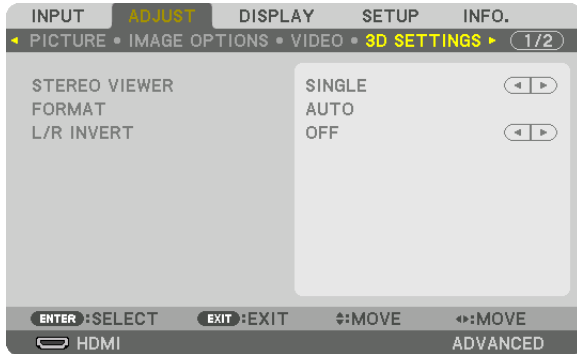 INPUT ADJUST DISPLAY SETUP INFO.
◄ PICTURE • IMAGE OPTIONS • VIDEO • 3D SETTINGS ► 1/2
STEREO VIEWER SINGLE
FORMAT AUTO
L/R INVERT OFF
ENTER:SELECT EXIT:EXIT ♦:MOVE ◄►:MOVE
HDMI ADVANCED